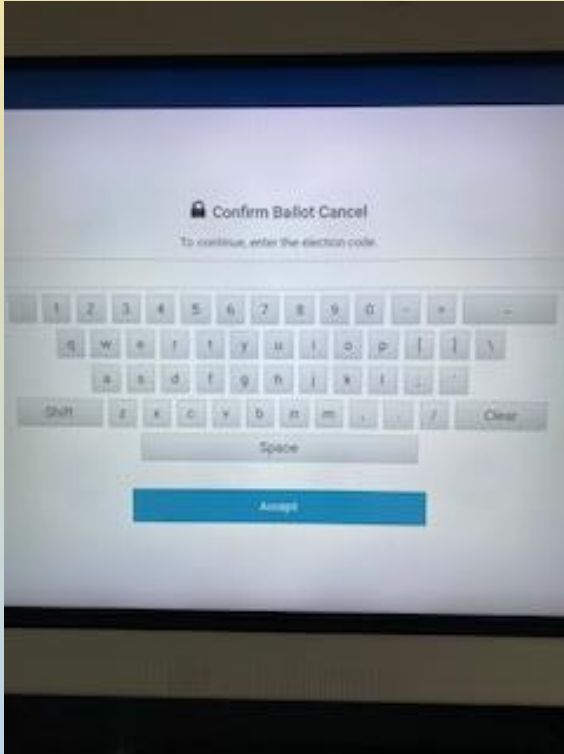 Confirm Ballot Cancel
To continue, enter the election code.
1 2 3 4 5 6 7 8 9 0 - =
q w e r t y u i o p [ ] \
a s d f g h j k l ; '
Shift z x c v b n m , . / Clear
Space
Accept